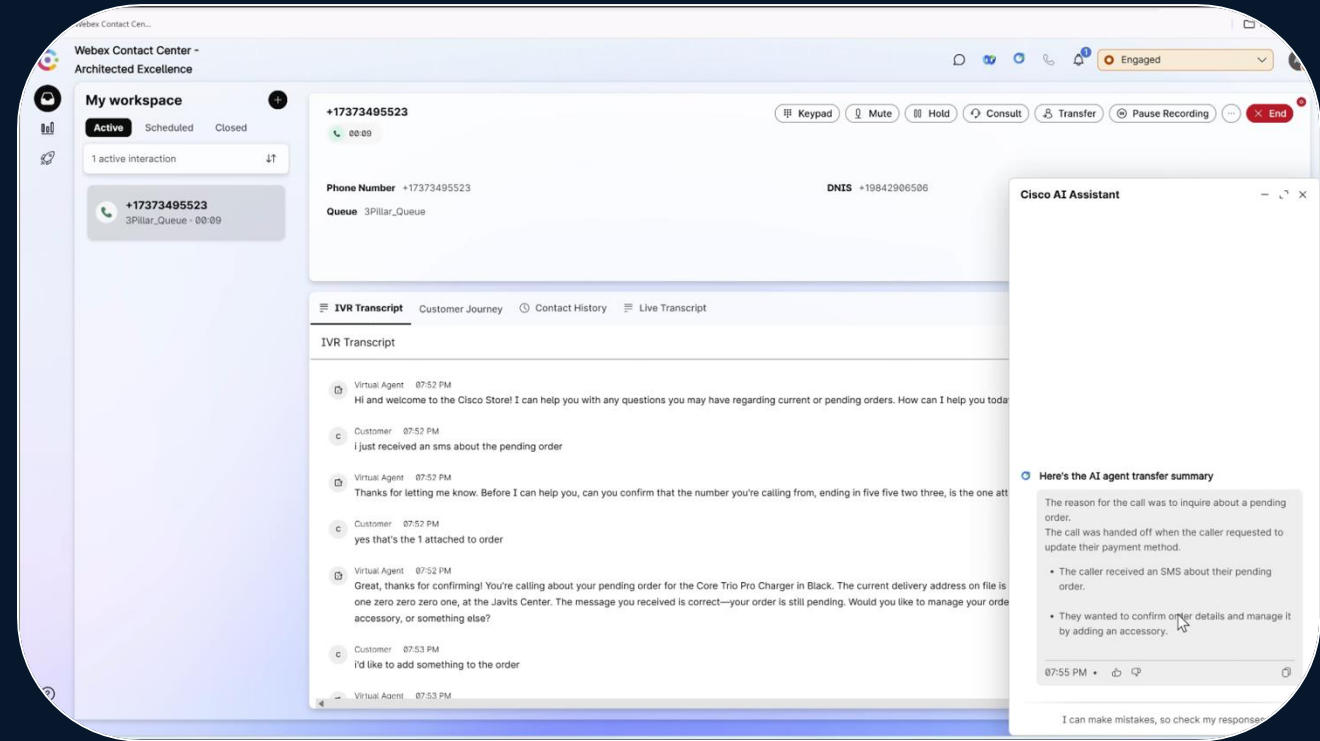 Webex Contact Cen...
Webex Contact Center -
Architected Excellence
1
Engaged
My workspace
Active Scheduled Closed
1 active interaction
+17373495523
3Pillar_Queue - 00:09
+17373495523
00:09
Keypad Mute Hold Consult Transfer Pause Recording End
Phone Number +17373495523
DNIS +19842906506
Queue 3Pillar_Queue
IVR Transcript Customer Journey Contact History Live Transcript
IVR Transcript
Virtual Agent 07:52 PM
Hi and welcome to the Cisco Store! I can help you with any questions you may have regarding current or pending orders. How can I help you toda
C Customer 07:52 PM
i just received an sms about the pending order
Virtual Agent 07:52 PM
Thanks for letting me know. Before I can help you, can you confirm that the number you're calling from, ending in five five two three, is the one att
C Customer 07:52 PM
yes that's the 1 attached to order
Virtual Agent 07:52 PM
Great, thanks for confirming! You're calling about your pending order for the Core Trio Pro Charger in Black. The current delivery address on file is
one zero zero zero one, at the Javits Center. The message you received is correct—your order is still pending. Would you like to manage your orde
accessory, or something else?
C Customer 07:53 PM
i'd like to add something to the order
Virtual Agent 07:53 PM
Cisco AI Assistant
Here's the AI agent transfer summary
The reason for the call was to inquire about a pending
order.
The call was handed off when the caller requested to
update their payment method.
• The caller received an SMS about their pending
order.
• They wanted to confirm order details and manage it
by adding an accessory.
07:55 PM •
I can make mistakes, so check my responses